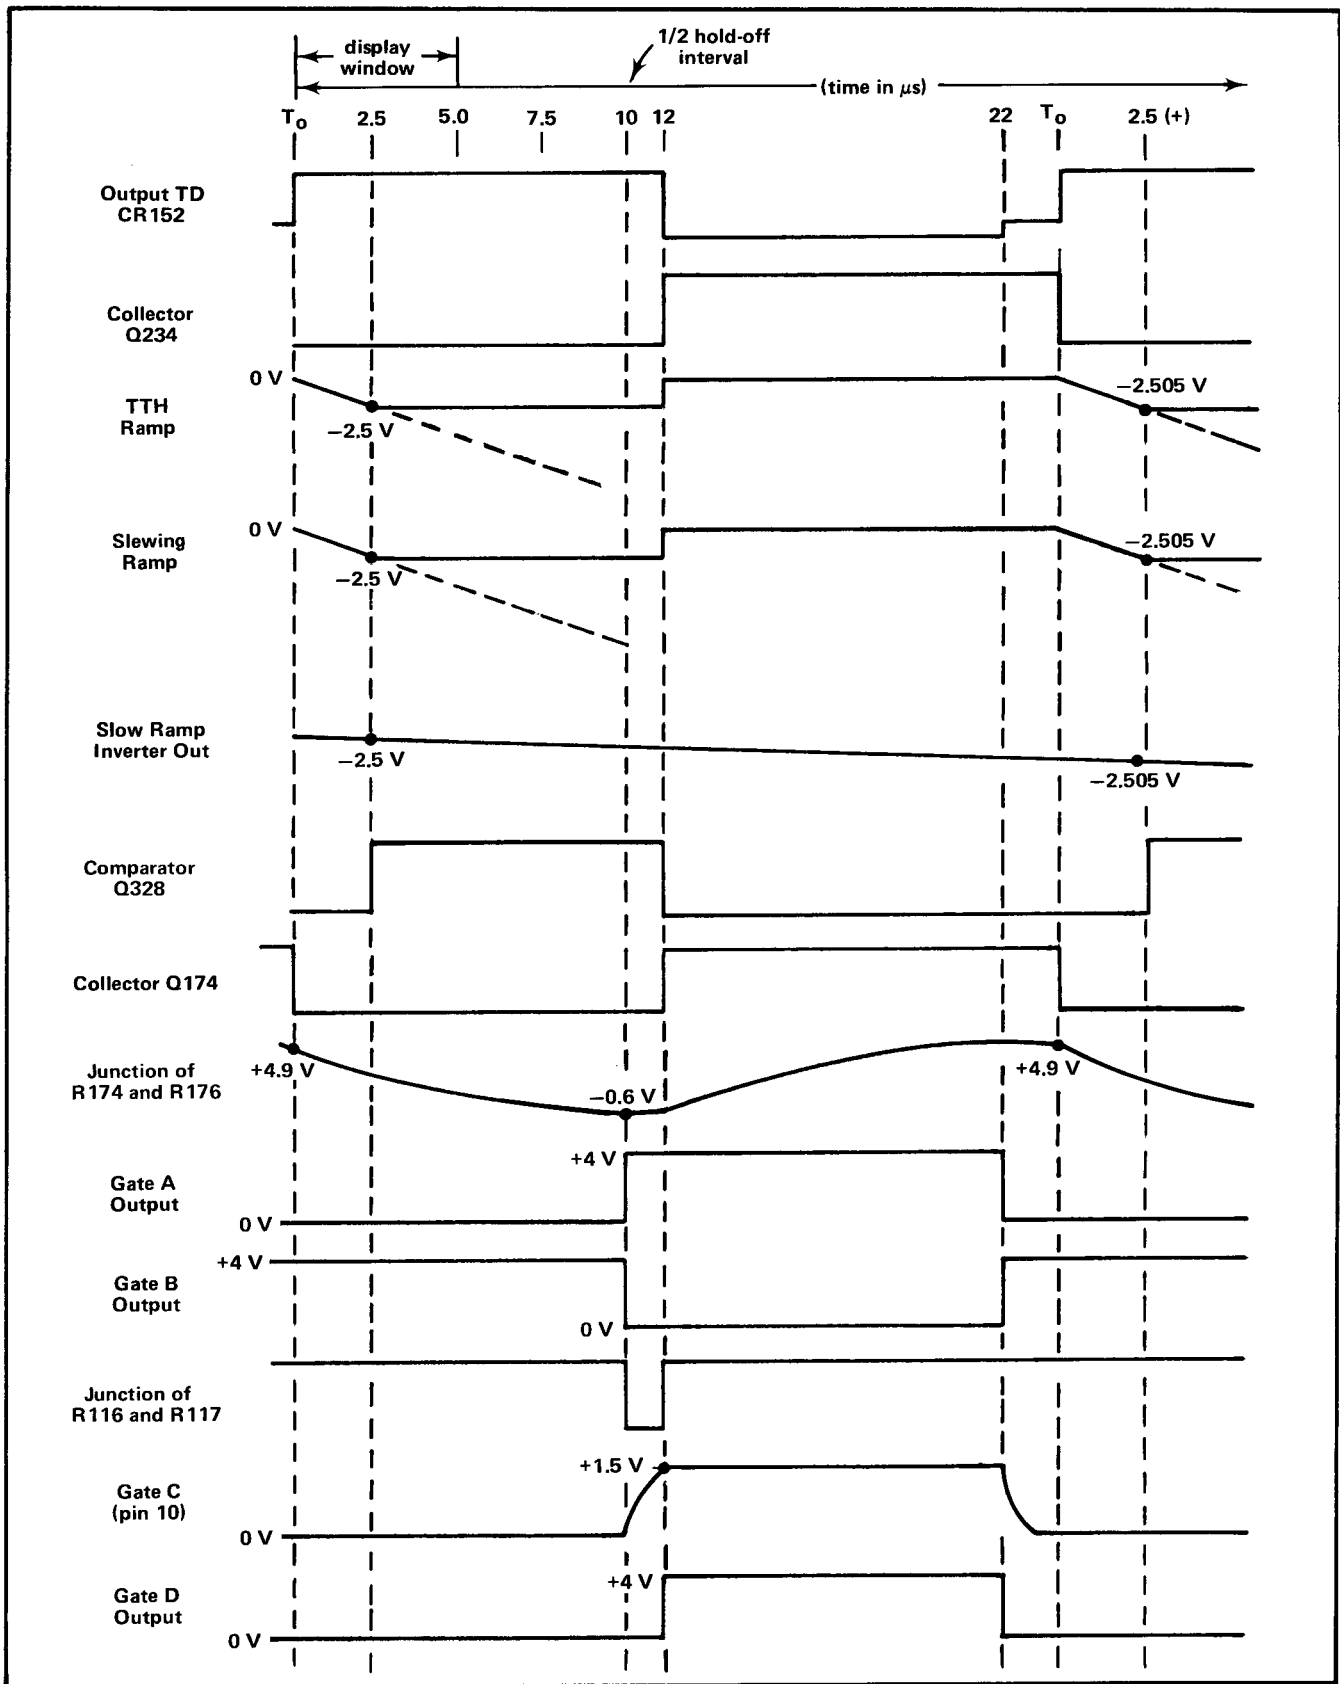 display
window
1/2 hold-off
interval
(time in μs)
To 2.5 5.0 7.5 10 12 22 To 2.5 (+)
Output TD
CR152
Collector
Q234
0 V
TTH
Ramp
−2.5 V
−2.505 V
0 V
Slewing
Ramp
−2.5 V
−2.505 V
Slow Ramp
Inverter Out
−2.5 V
−2.505 V
Comparator
Q328
Collector Q174
Junction of
R174 and R176
+4.9 V
−0.6 V
+4.9 V
Gate A
Output
+4 V
0 V
+4 V
Gate B
Output
0 V
Junction of
R116 and R117
Gate C
(pin 10)
+1.5 V
0 V
Gate D
Output
+4 V
0 V